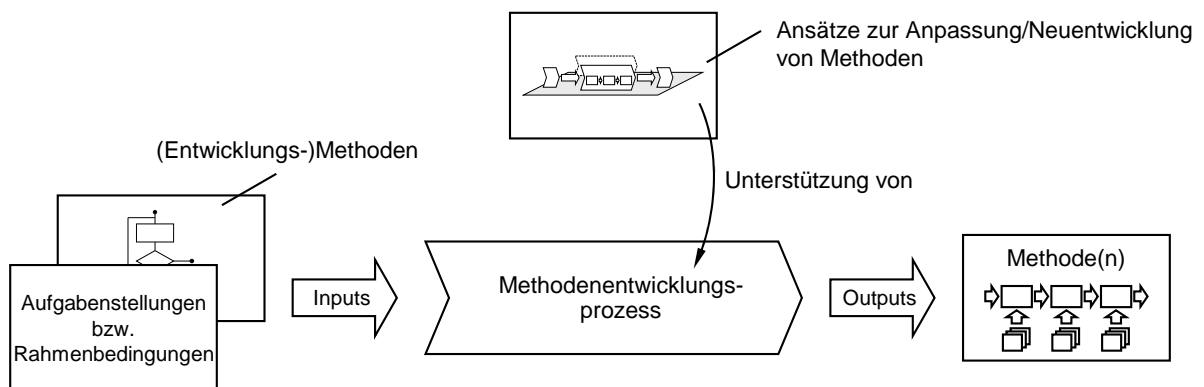 Ansätze zur Anpassung/Neuentwicklung
von Methoden
(Entwicklungs-)Methoden
Unterstützung von
Aufgabenstellungen
bzw.
Rahmenbedingungen
Inputs
Methodenentwicklungs-
prozess
Outputs
Methode(n)